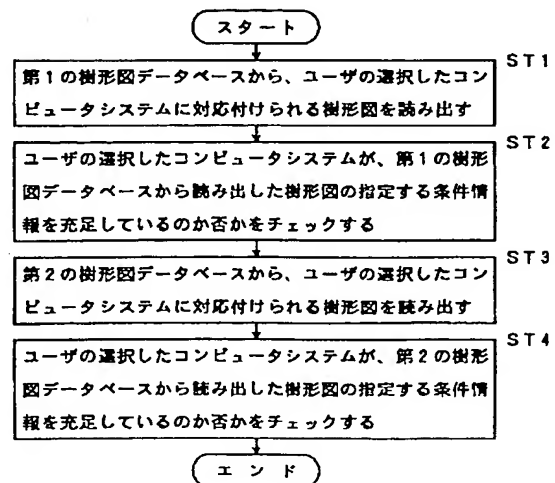 スタート
ST1
第1の樹形図データベースから、ユーザの選択したコン
ピュータシステムに対応付けられる樹形図を読み出す
ST2
ユーザの選択したコンピュータシステムが、第1の樹形
図データベースから読み出した樹形図の指定する条件情
報を充足しているのか否かをチェックする
ST3
第2の樹形図データベースから、ユーザの選択したコン
ピュータシステムに対応付けられる樹形図を読み出す
ST4
ユーザの選択したコンピュータシステムが、第2の樹形
図データベースから読み出した樹形図の指定する条件情
報を充足しているのか否かをチェックする
エンド